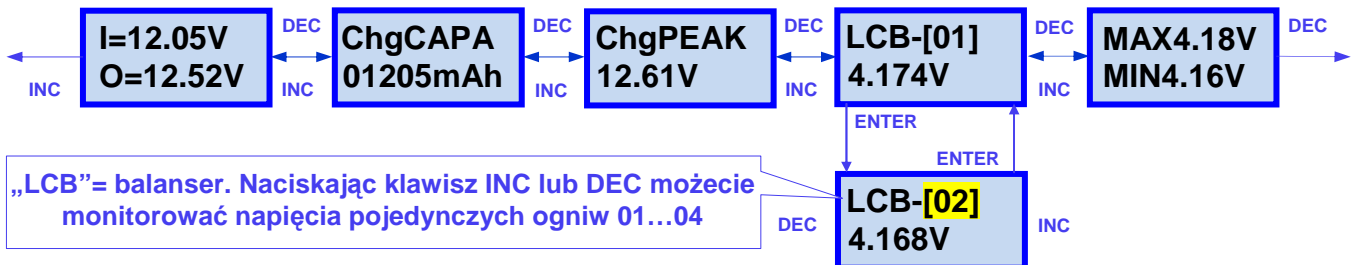 I=12.05V
O=12.52V
ChgCAPA
01205mAh
ChgPEAK
12.61V
LCB-[01]
4.174V
MAX4.18V
MIN4.16V
DEC
DEC
DEC
DEC
DEC
INC
INC
INC
INC
INC
ENTER
ENTER
„LCB”= balanser. Naciskając klawisz INC lub DEC możecie
monitorować napięcia pojedynczych ogniw 01…04
DEC
LCB-[02]
4.168V
INC